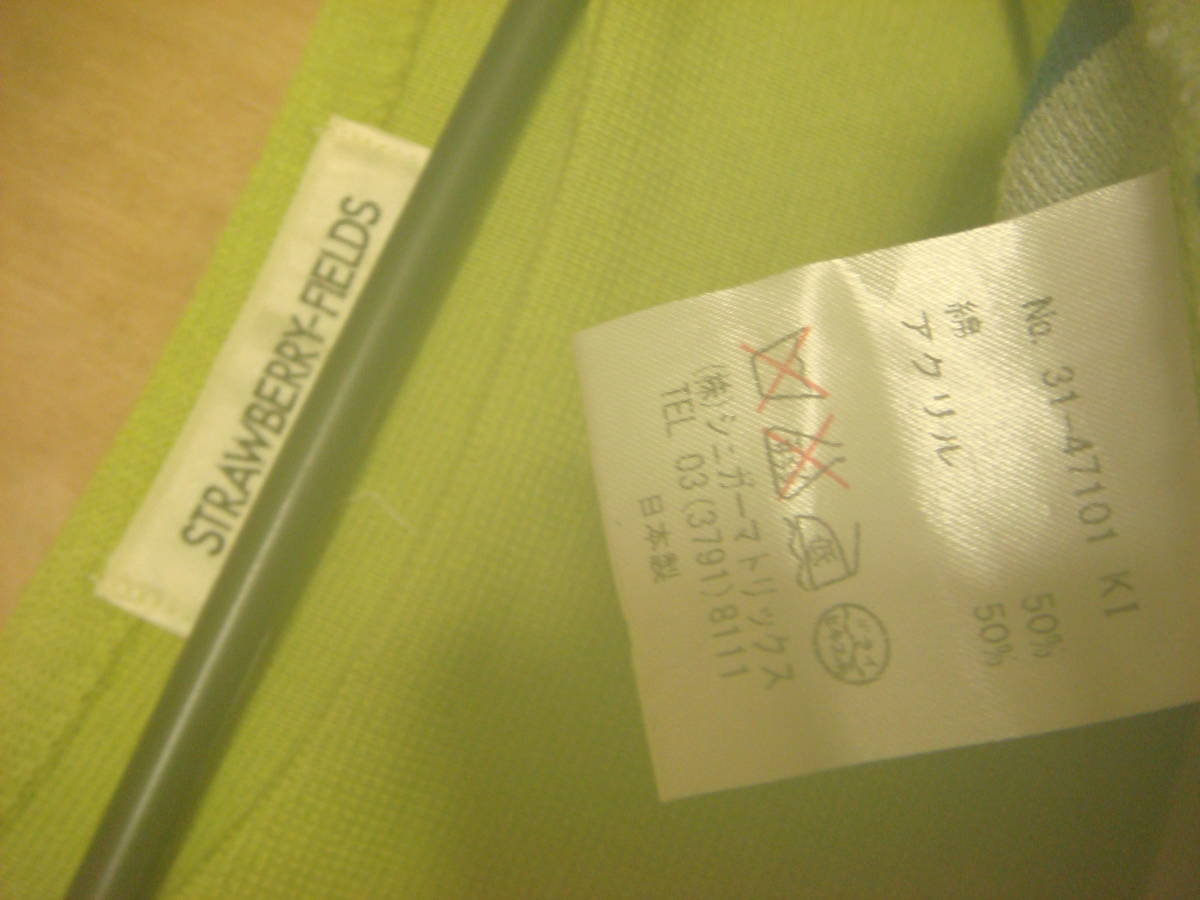 STRAWBERRY-FIELDS
No. 31-47101 KI
綿 50%
アクリル 50%
低
(株)シニガーマトリックス
TEL 03(3791)8111
日本製